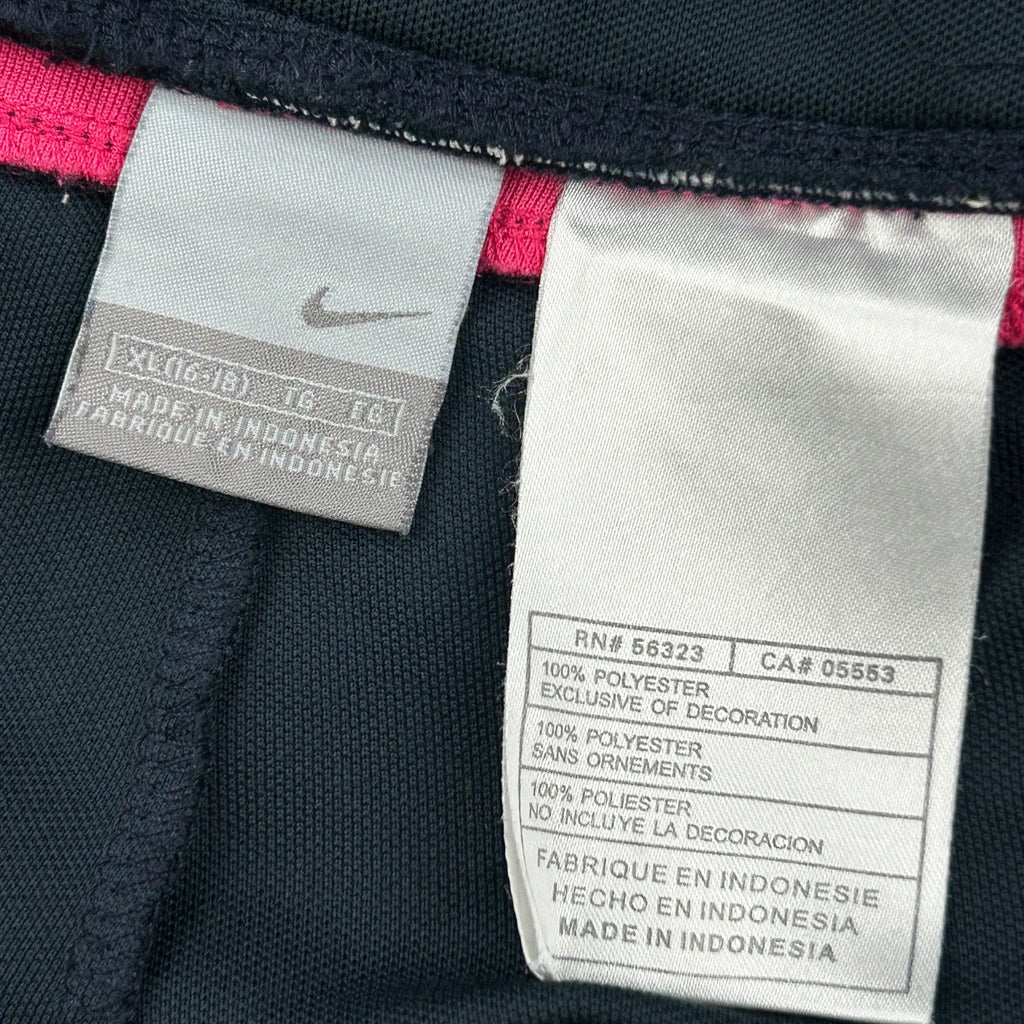 XL(16-18) TG EG
MADE IN INDONESIA
FABRIQUE EN INDONESIE
RN# 56323 CA# 05553
100% POLYESTER
EXCLUSIVE OF DECORATION
100% POLYESTER
SANS ORNEMENTS
100% POLIESTER
NO INCLUYE LA DECORACION
FABRIQUE EN INDONESIE
HECHO EN INDONESIA
MADE IN INDONESIA